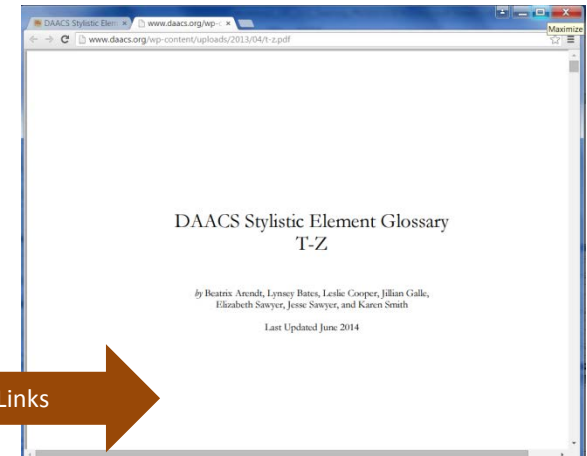 DAACS Stylistic Elem
www.daacs.org/wp-c
Maximize
www.daacs.org/wp-content/uploads/2013/04/t-z.pdf
DAACS Stylistic Element Glossary
T-Z
by Beatrix Arendt, Lynsey Bates, Leslie Cooper, Jillian Galle,
Elizabeth Sawyer, Jesse Sawyer, and Karen Smith
Last Updated June 2014
Links